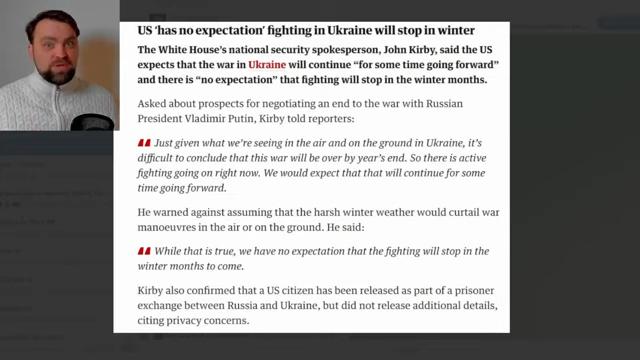 US ‘has no expectation’ fighting in Ukraine will stop in winter
The White House’s national security spokesperson, John Kirby, said the US
expects that the war in Ukraine will continue “for some time going forward”
and there is “no expectation” that fighting will stop in the winter months.
Asked about prospects for negotiating an end to the war with Russian
President Vladimir Putin, Kirby told reporters:
Just given what we’re seeing in the air and on the ground in Ukraine, it’s
difficult to conclude that this war will be over by year’s end. So there is active
fighting going on right now. We would expect that that will continue for some
time going forward.
He warned against assuming that the harsh winter weather would curtail war
manoeuvres in the air or on the ground. He said:
While that is true, we have no expectation that the fighting will stop in the
winter months to come.
Kirby also confirmed that a US citizen has been released as part of a prisoner
exchange between Russia and Ukraine, but did not release additional details,
citing privacy concerns.